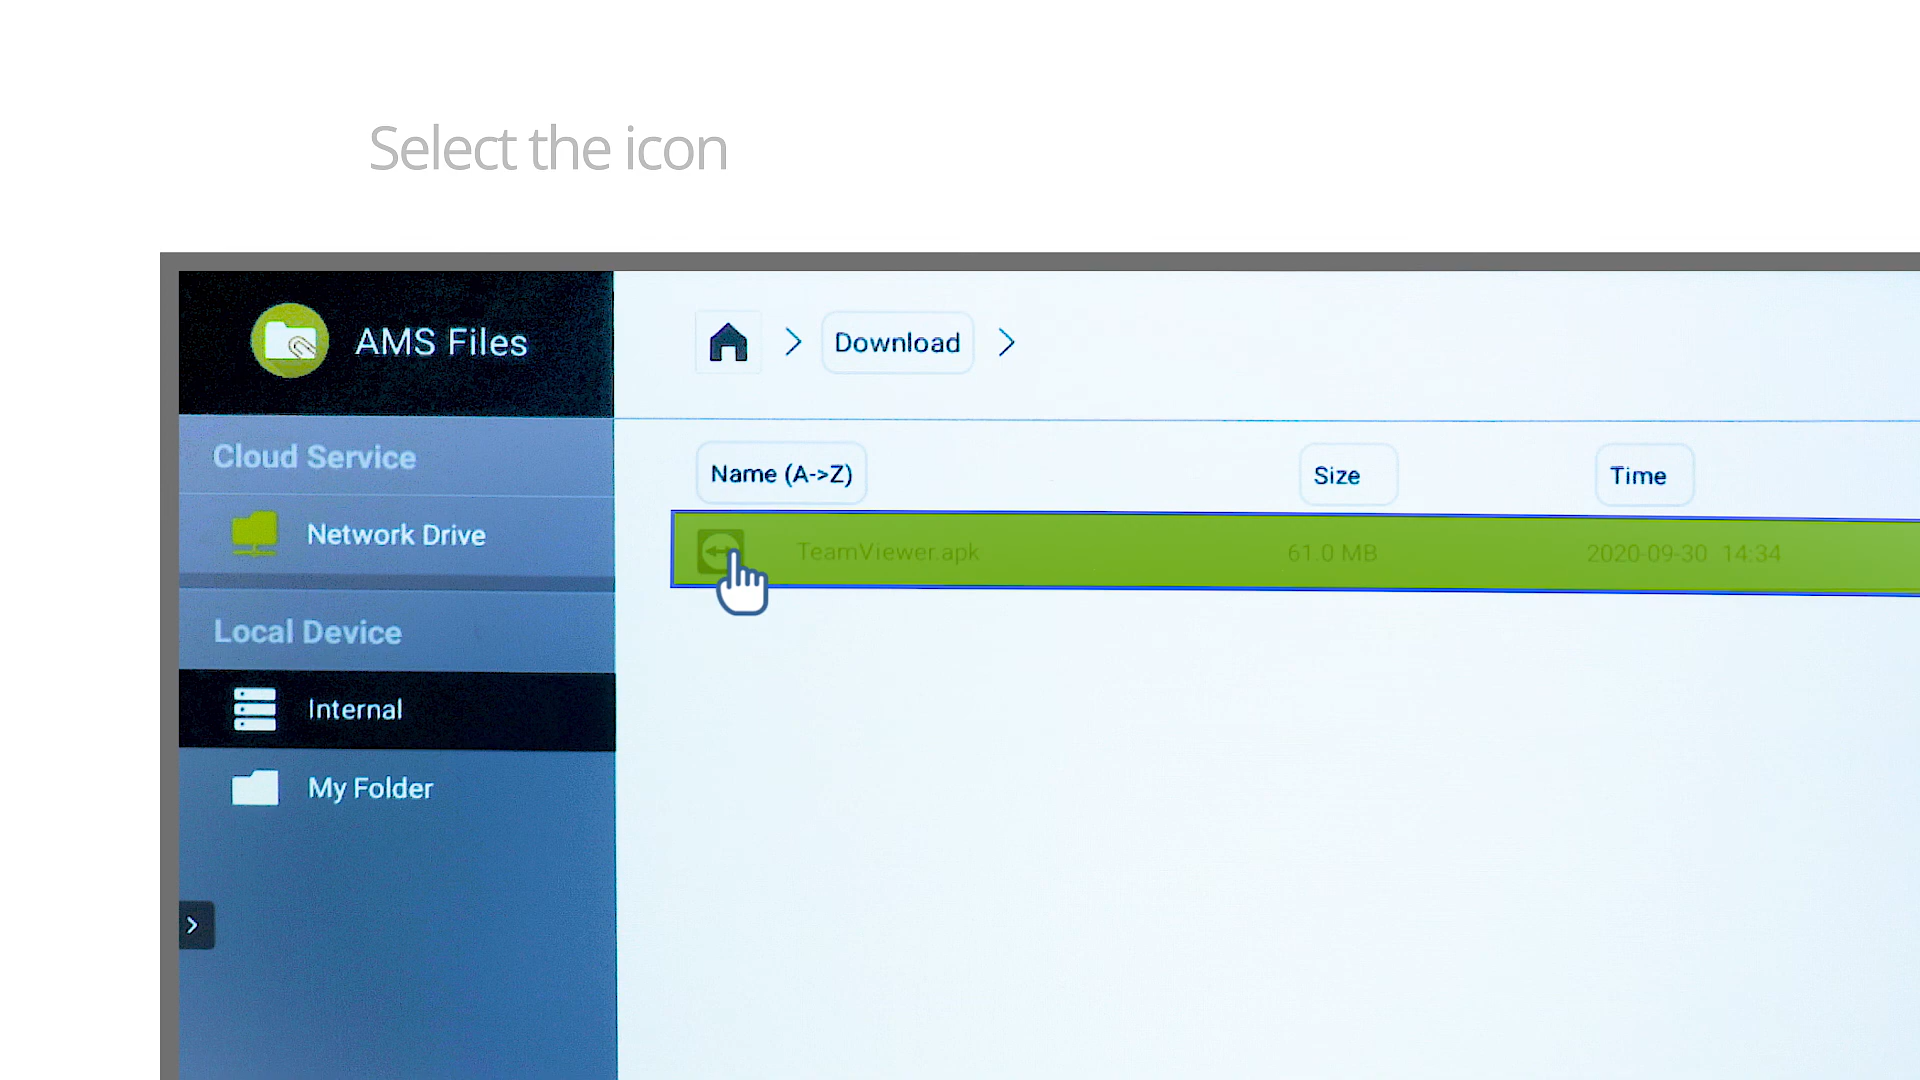 Select the icon
AMS Files
Download
Cloud Service
Name (A->Z) Size Time
Network Drive
TeamViewer.apk 61.0 MB 2020-09-30 14:34
Local Device
Internal
My Folder